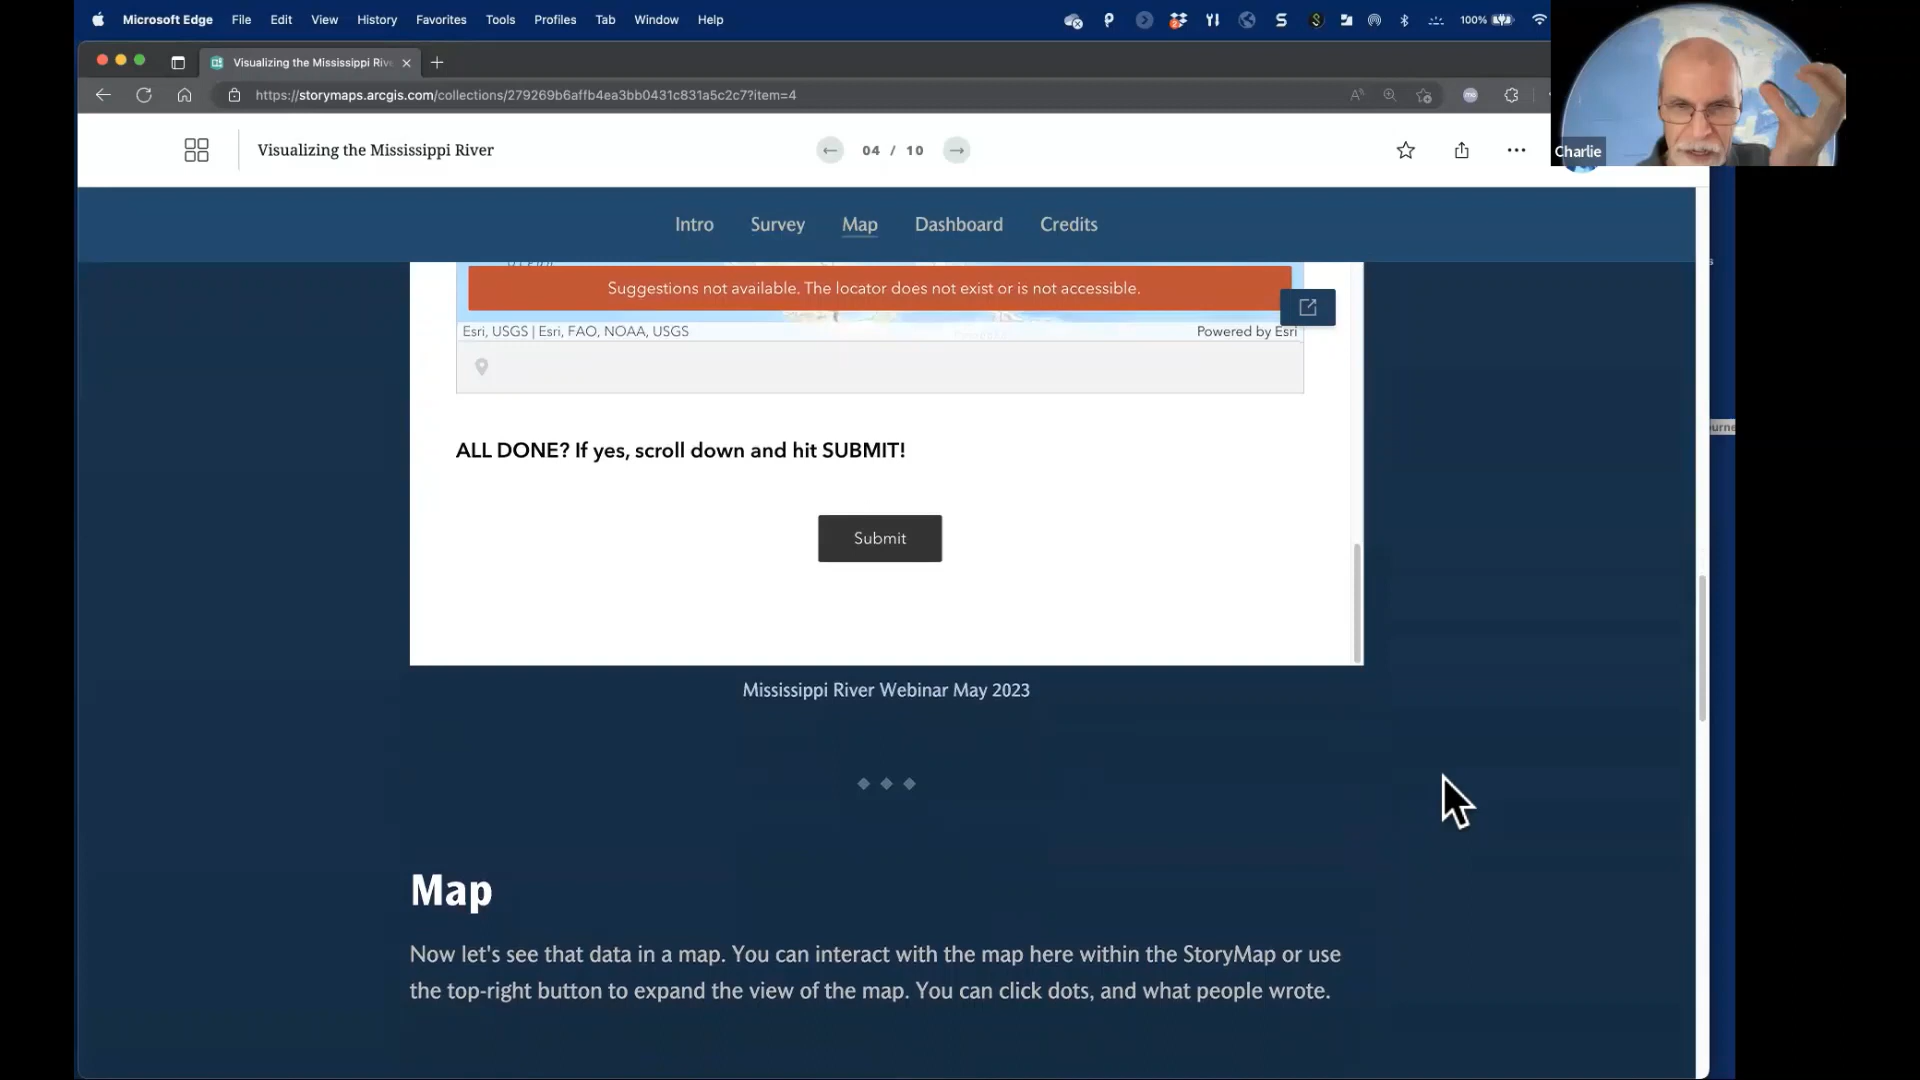 Microsoft Edge File Edit View History Favorites Tools Profiles Tab Window Help 100%
Visualizing the Mississippi Riv
https://storymaps.arcgis.com/collections/279269b6affb4ea3bb0431c831a5c2c7?item=4
Visualizing the Mississippi River 04 / 10
Charlie
Intro Survey Map Dashboard Credits
Suggestions not available. The locator does not exist or is not accessible.
Esri, USGS | Esri, FAO, NOAA, USGS Powered by Esri
ALL DONE? If yes, scroll down and hit SUBMIT!
Submit
Mississippi River Webinar May 2023
Map
Now let's see that data in a map. You can interact with the map here within the StoryMap or use
the top-right button to expand the view of the map. You can click dots, and what people wrote.